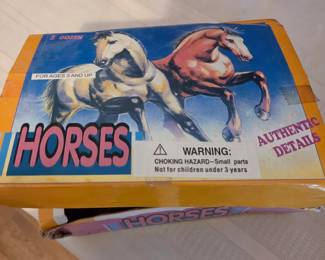 2 DOZEN
FOR AGES 3 AND UP
HORSES
WARNING:
CHOKING HAZARD–Small parts
Not for children under 3 years
AUTHENTIC
DETAILS
HORSES